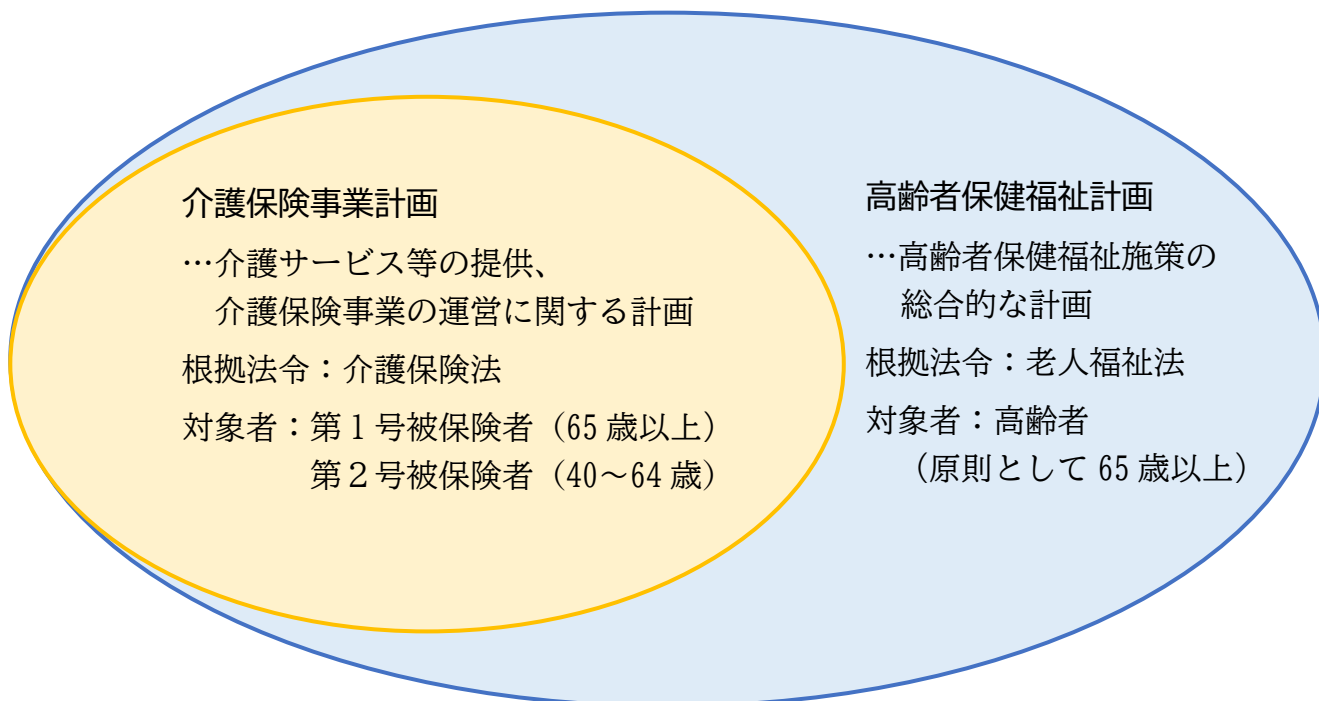 介護保険事業計画
…介護サービス等の提供、
介護保険事業の運営に関する計画
根拠法令：介護保険法
対象者：第１号被保険者（65 歳以上）
第２号被保険者（40～64 歳）
高齢者保健福祉計画
…高齢者保健福祉施策の
総合的な計画
根拠法令：老人福祉法
対象者：高齢者
（原則として 65 歳以上）